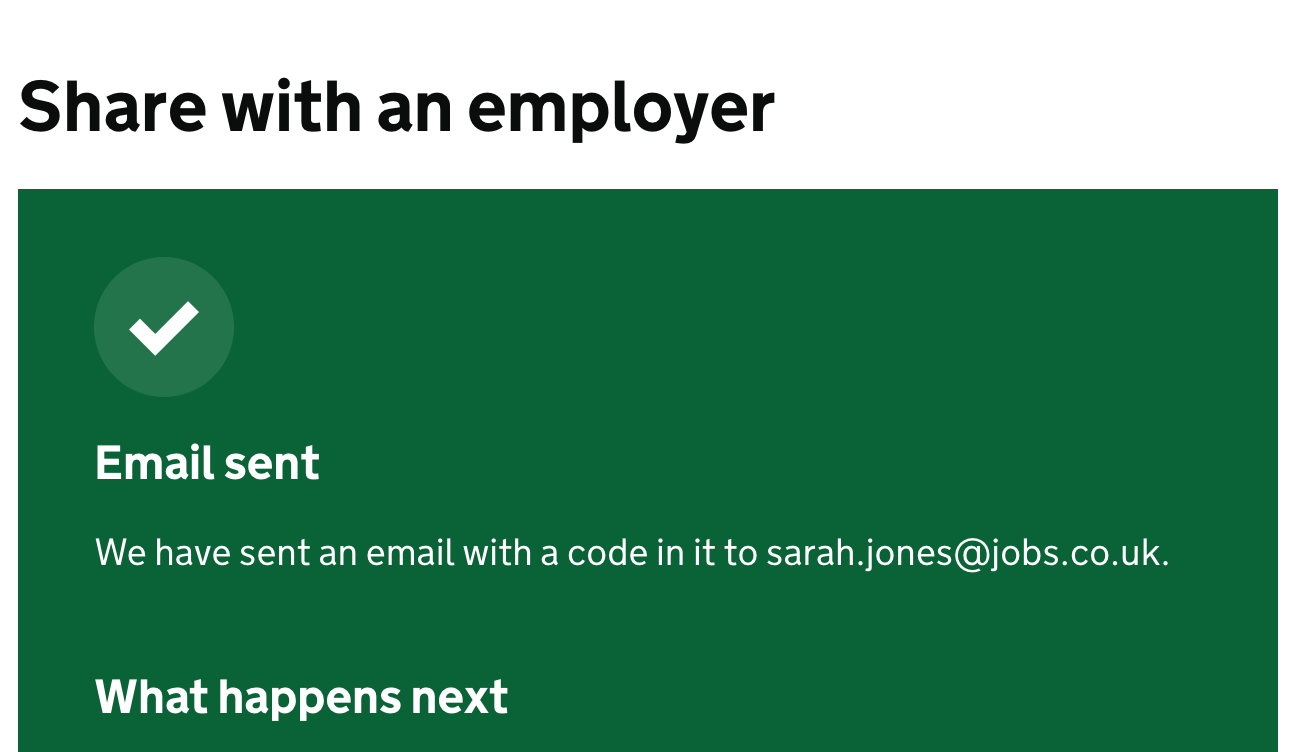 Share with an employer
Email sent
We have sent an email with a code in it to sarah.jones@jobs.co.uk.
What happens next